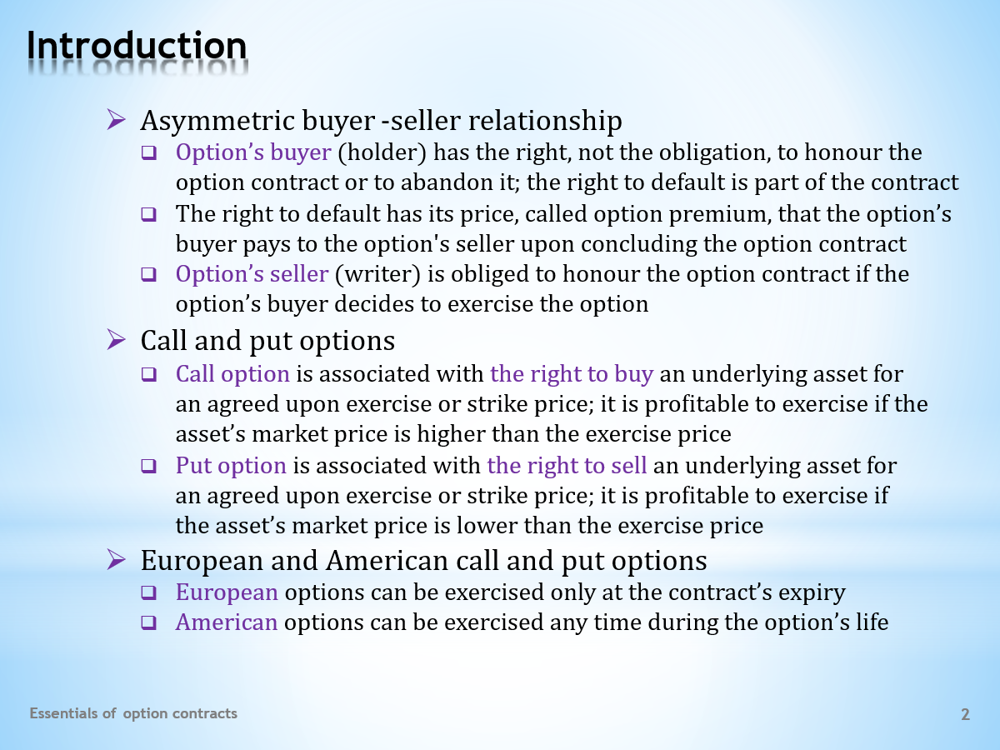 Introduction
Asymmetric buyer -seller relationship
Option’s buyer (holder) has the right, not the obligation, to honour the
option contract or to abandon it; the right to default is part of the contract
The right to default has its price, called option premium, that the option’s
buyer pays to the option's seller upon concluding the option contract
Option’s seller (writer) is obliged to honour the option contract if the
option’s buyer decides to exercise the option
Call and put options
Call option is associated with the right to buy an underlying asset for
an agreed upon exercise or strike price; it is profitable to exercise if the
asset’s market price is higher than the exercise price
Put option is associated with the right to sell an underlying asset for
an agreed upon exercise or strike price; it is profitable to exercise if
the asset’s market price is lower than the exercise price
European and American call and put options
European options can be exercised only at the contract’s expiry
American options can be exercised any time during the option’s life
Essentials of option contracts
2